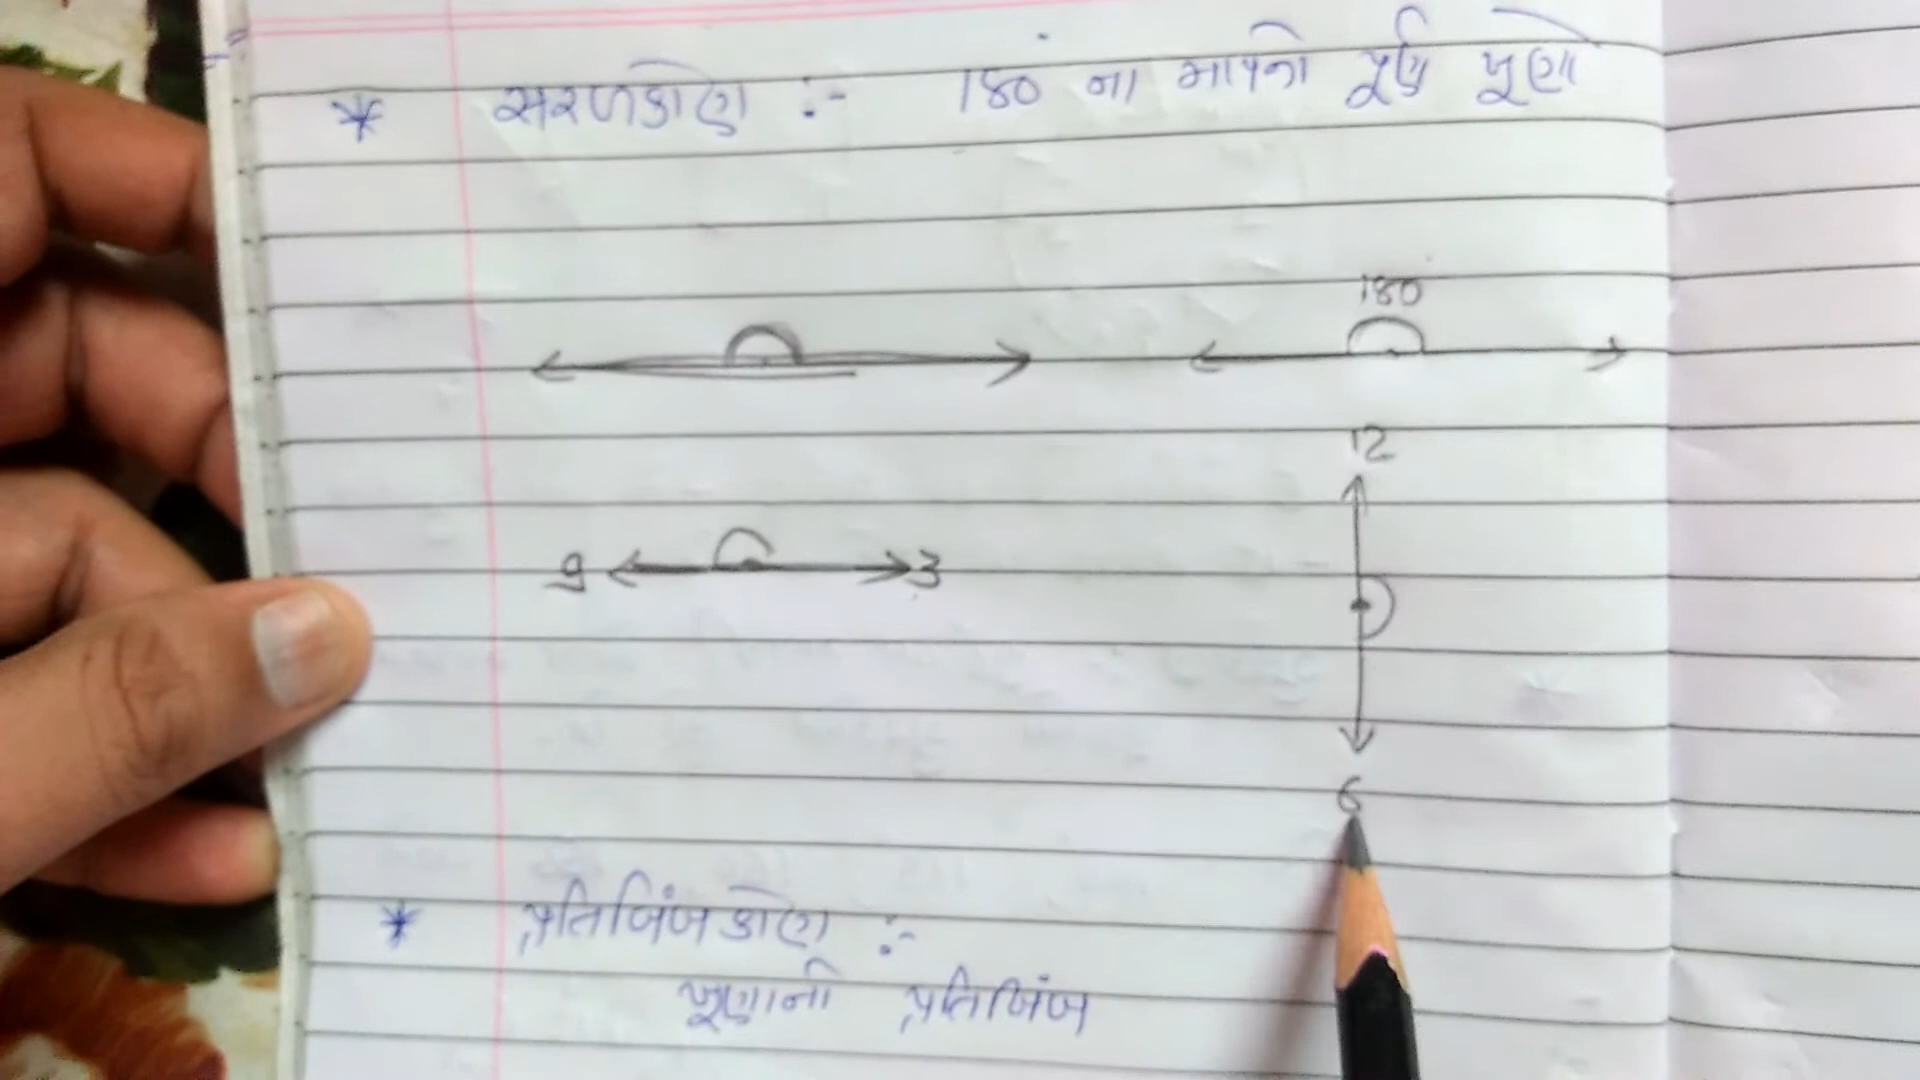 * સરળકોણ :- 180 ના માપનો પૂર્ણ ખૂણો
180
12
9 3
6
* પ્રતિબિંબકોણ :-
ખૂણાનો પ્રતિબિંબ